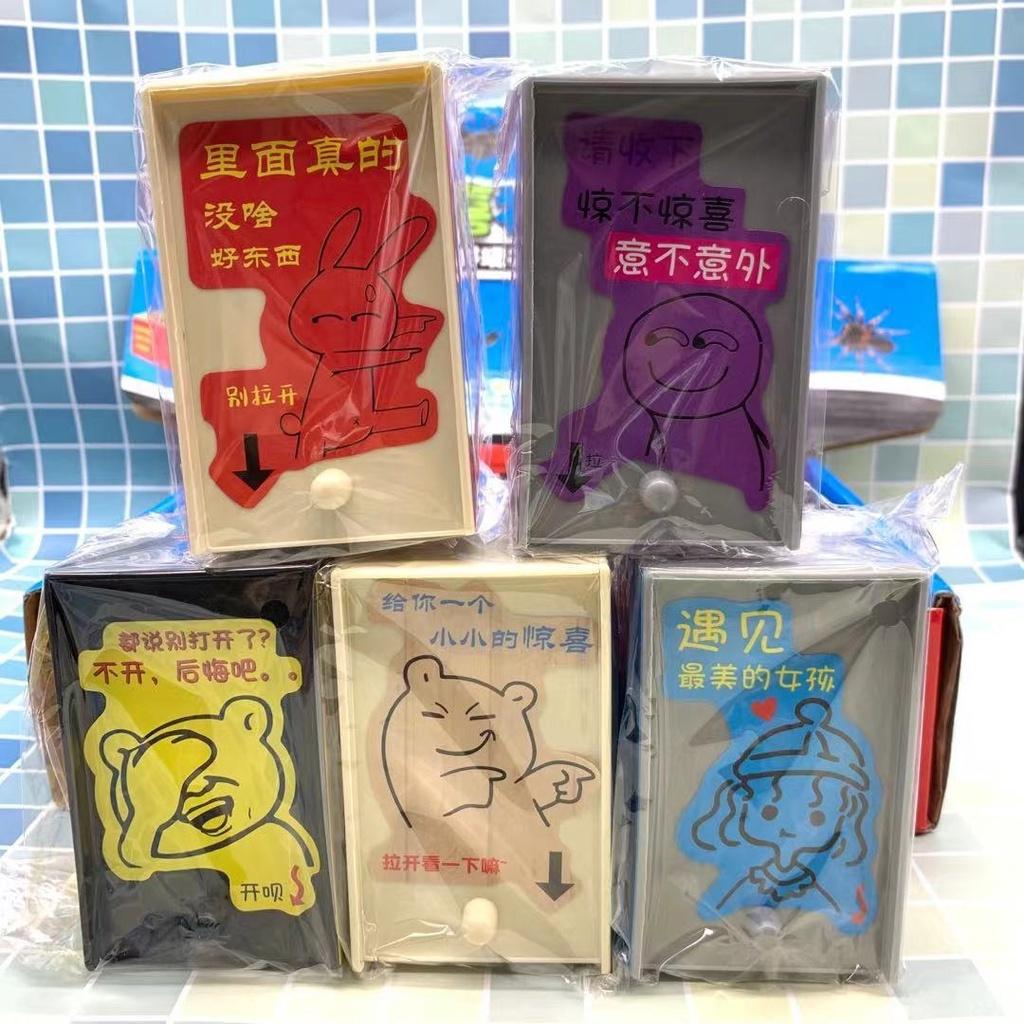 里面真的
没啥
好东西
别拉开
请收下
惊不惊喜
意不意外
拉
都说别打开了?
不开，后悔吧。。
开呗
给你一个
小小的惊喜
拉开看一下嘛~
遇见
最美的女孩